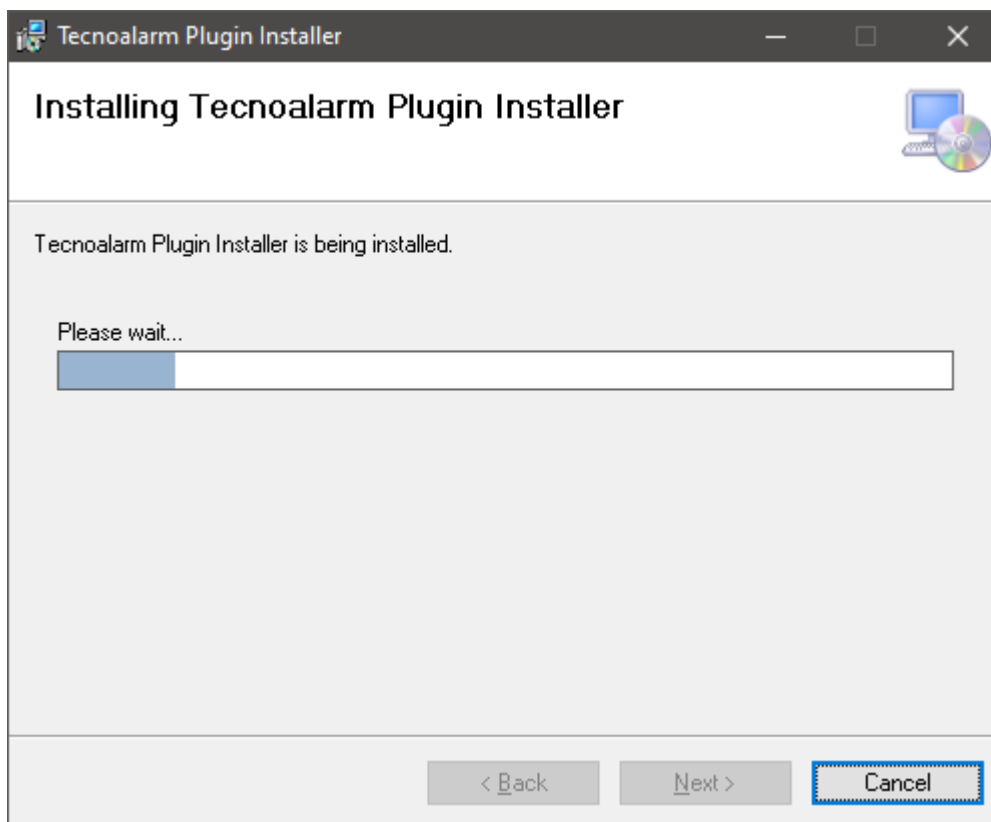 Tecnoalarm Plugin Installer
Installing Tecnoalarm Plugin Installer
Tecnoalarm Plugin Installer is being installed.
Please wait...
< Back Next > Cancel